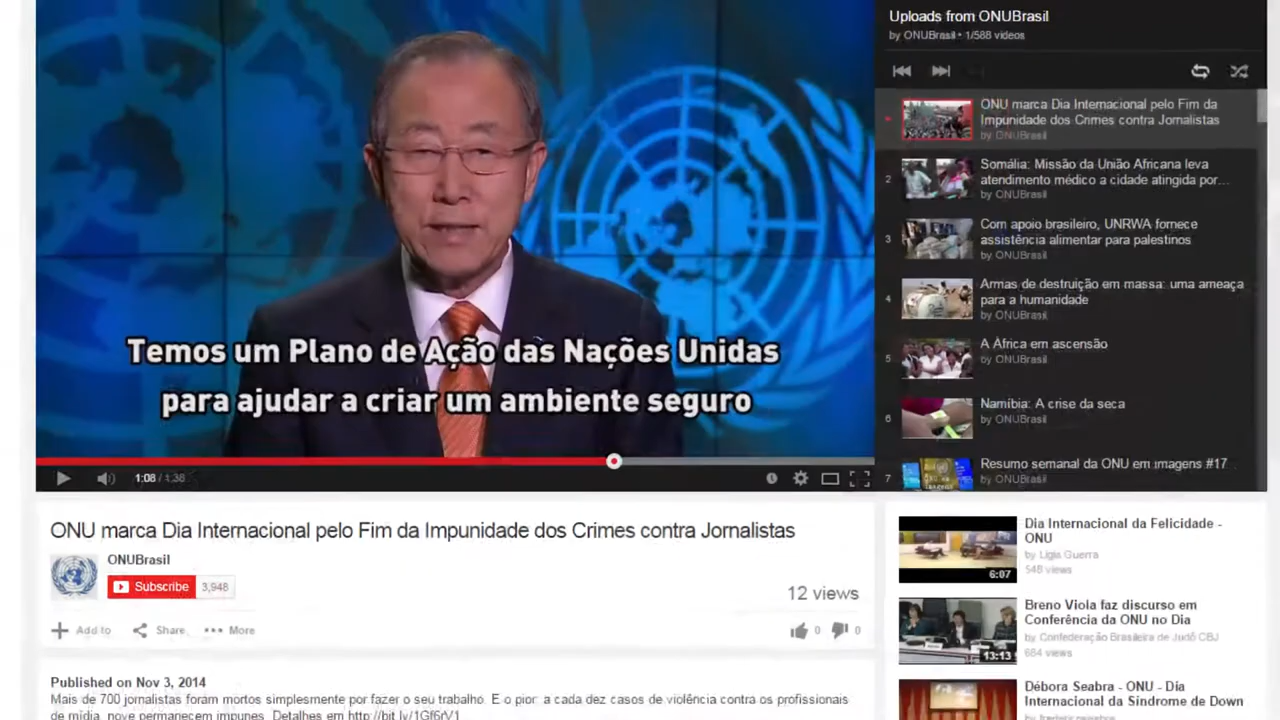 Uploads from ONUBrasil
by ONUBrasil • 1/588 videos
ONU marca Dia Internacional pelo Fim da
Impunidade dos Crimes contra Jornalistas
by ONUBrasil
2
Somália: Missão da União Africana leva
atendimento médico a cidade atingida por...
by ONUBrasil
3
Com apoio brasileiro, UNRWA fornece
assistência alimentar para palestinos
by ONUBrasil
4
Armas de destruição em massa: uma ameaça
para a humanidade
by ONUBrasil
5
A África em ascensão
by ONUBrasil
6
Namíbia: A crise da seca
by ONUBrasil
7
Resumo semanal da ONU em imagens #17
by ONUBrasil
Temos um Plano de Ação das Nações Unidas
para ajudar a criar um ambiente seguro
1:08 / 1:36
ONU marca Dia Internacional pelo Fim da Impunidade dos Crimes contra Jornalistas
ONUBrasil
Subscribe 3,948
12 views
Add to Share More 0 0
Published on Nov 3, 2014
Mais de 700 jornalistas foram mortos simplesmente por fazer o seu trabalho. E o pior: a cada dez casos de violência contra os profissionais
de mídia, nove permanecem impunes. Detalhes em http://bit.ly/1Gf6rV1
Dia Internacional da Felicidade -
ONU
by Ligia Guerra
548 views
6:07
Breno Viola faz discurso em
Conferência da ONU no Dia
by Confederação Brasileira de Judô CBJ
684 views
13:13
Débora Seabra - ONU - Dia
Internacional da Síndrome de Down